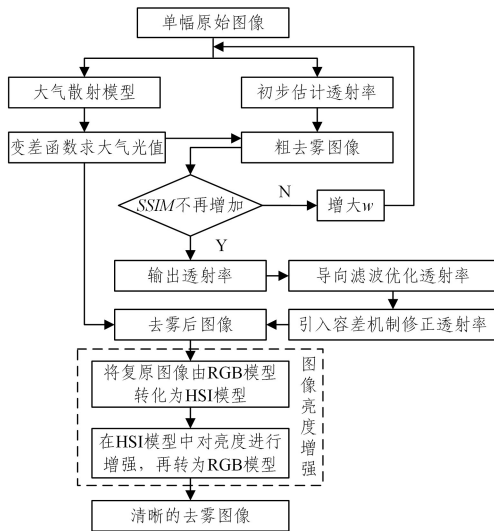 单幅原始图像
大气散射模型
初步估计透射率
变差函数求大气光值
粗去雾图像
SSIM不再增加
N
增大w
Y
输出透射率
导向滤波优化透射率
去雾后图像
引入容差机制修正透射率
将复原图像由RGB模型
转化为HSI模型
在HSI模型中对亮度进行
增强，再转为RGB模型
图像亮度增强
清晰的去雾图像